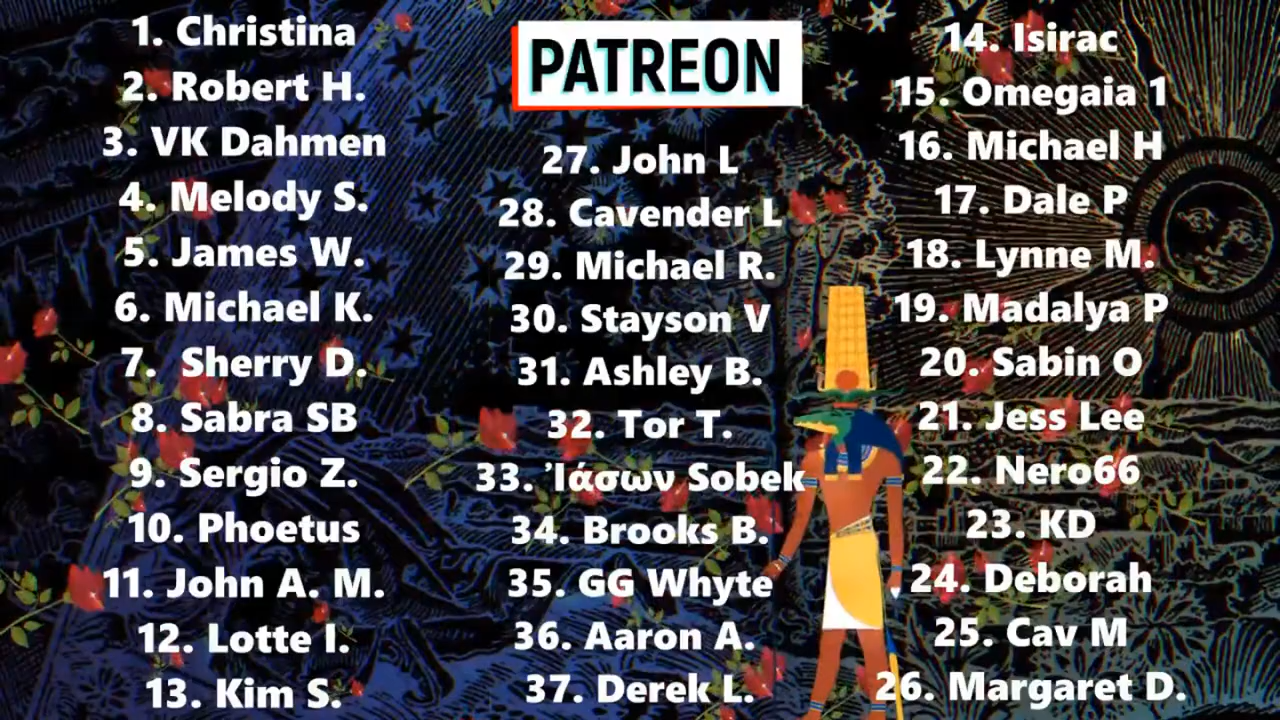 1. Christina
2. Robert H.
3. VK Dahmen
4. Melody S.
5. James W.
6. Michael K.
7. Sherry D.
8. Sabra SB
9. Sergio Z.
10. Phoetus
11. John A. M.
12. Lotte I.
13. Kim S.
PATREON
27. John L
28. Cavender L
29. Michael R.
30. Stayson V
31. Ashley B.
32. Tor T.
33. Ἰάσων Sobek
34. Brooks B.
35. GG Whyte
36. Aaron A.
37. Derek L.
14. Isirac
15. Omegaia 1
16. Michael H
17. Dale P
18. Lynne M.
19. Madalya P
20. Sabin O
21. Jess Lee
22. Nero66
23. KD
24. Deborah
25. Cav M
26. Margaret D.